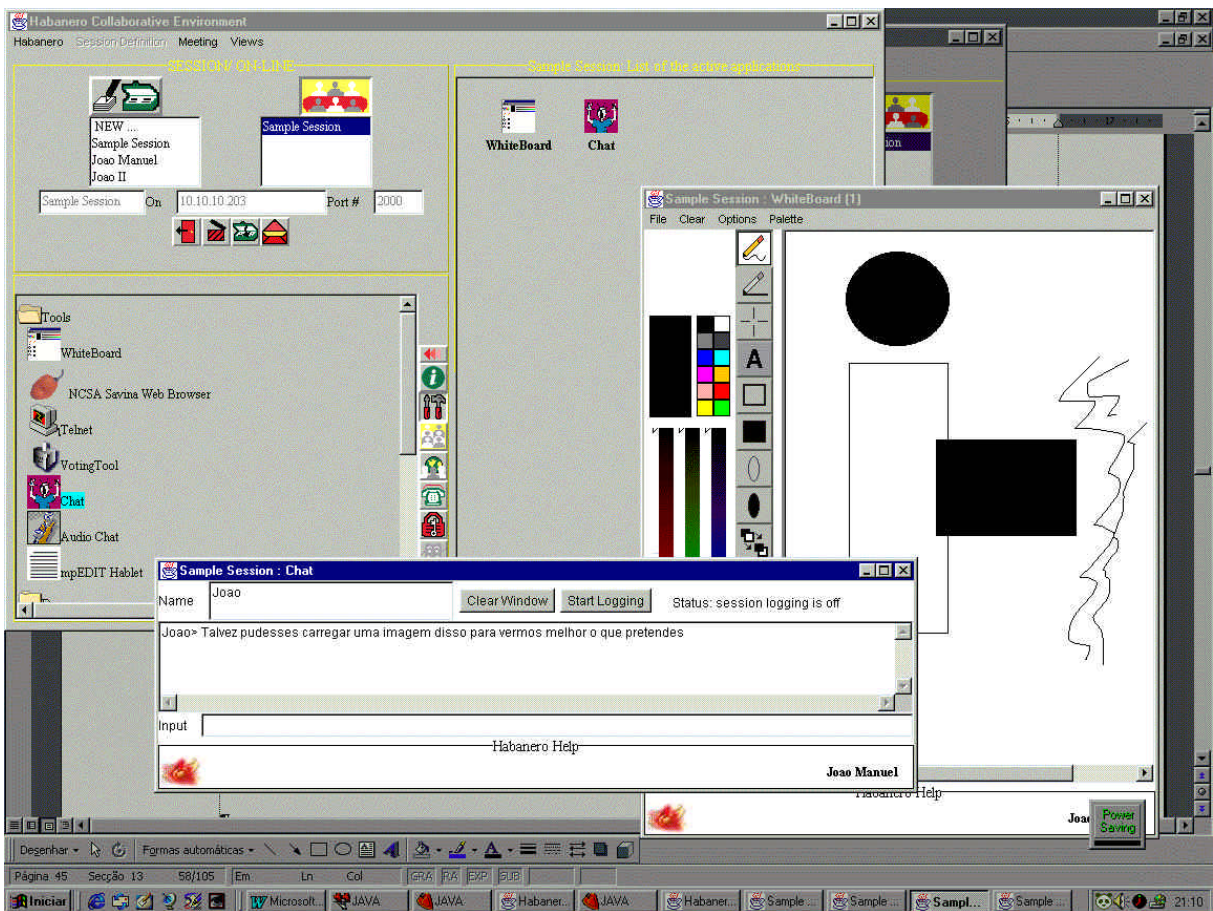 Habanero Collaborative Environment
Habanero Session Definition Meeting Views
SESSION/ ON-LINE
NEW ...
Sample Session
Joao Manuel
Joao II
Sample Session
Sample Session On 10.10.10.203 Port # 2000
Sample Session: List of the active applications
WhiteBoard Chat
Tools
WhiteBoard
NCSA Savina Web Browser
Telnet
VotingTool
Chat
Audio Chat
mpEDIT Hablet
ion
17
Sample Session : WhiteBoard (1)
File Clear Options Palette
A
Sample Session : Chat
Name Joao Clear Window Start Logging Status: session logging is off
Joao> Talvez pudesses carregar uma imagem disso para vermos melhor o que pretendes
Input
Habanero Help
Joao Manuel
Habanero Help
Joa
Power
Saving
Desenhar Formas automáticas
Página 45 Secção 13 58/105 Em Ln Col GRA RA EXP SUB
Iniciar Microsoft... JAVA JAVA Habaner... JAVA Habaner... Sample ... Sample ... Sampl... Sample ... 21:10